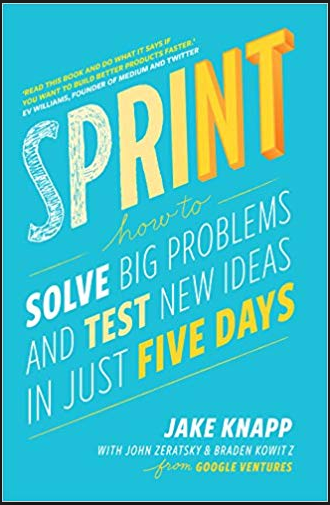 'READ THIS BOOK AND DO WHAT IT SAYS IF
YOU WANT TO BUILD BETTER PRODUCTS FASTER.'
EV WILLIAMS, FOUNDER OF MEDIUM AND TWITTER
SPRINT
how to
SOLVE BIG PROBLEMS
AND TEST NEW IDEAS
IN JUST FIVE DAYS
JAKE KNAPP
WITH JOHN ZERATSKY & BRADEN KOWITZ
from GOOGLE VENTURES